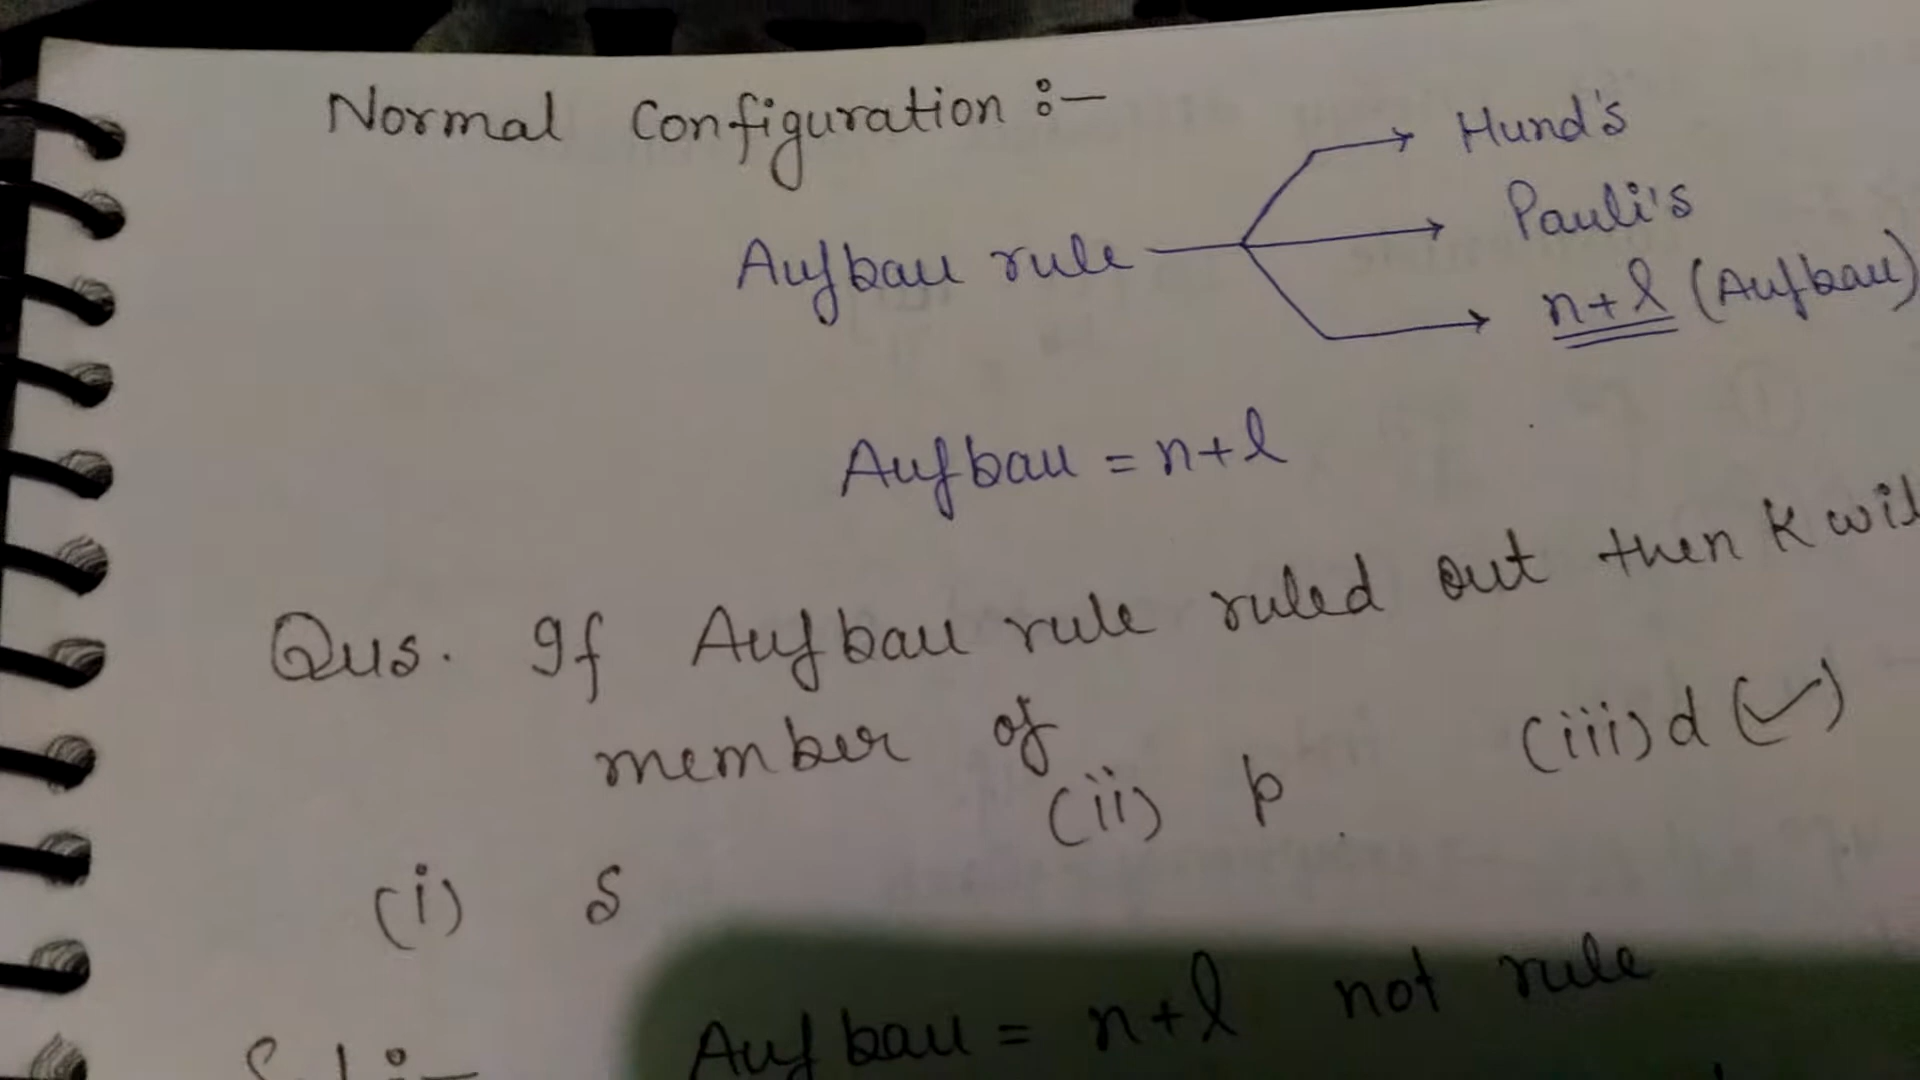 Normal Configuration :-
Hund's
Pauli's
Aufbau rule
n+l (Aufbau)
Aufbau = n+l
Qus. If Aufbau rule ruled out then K
member of
(i) s
(ii) p
(iii) d (✓)
Aufbau = n+l not rule